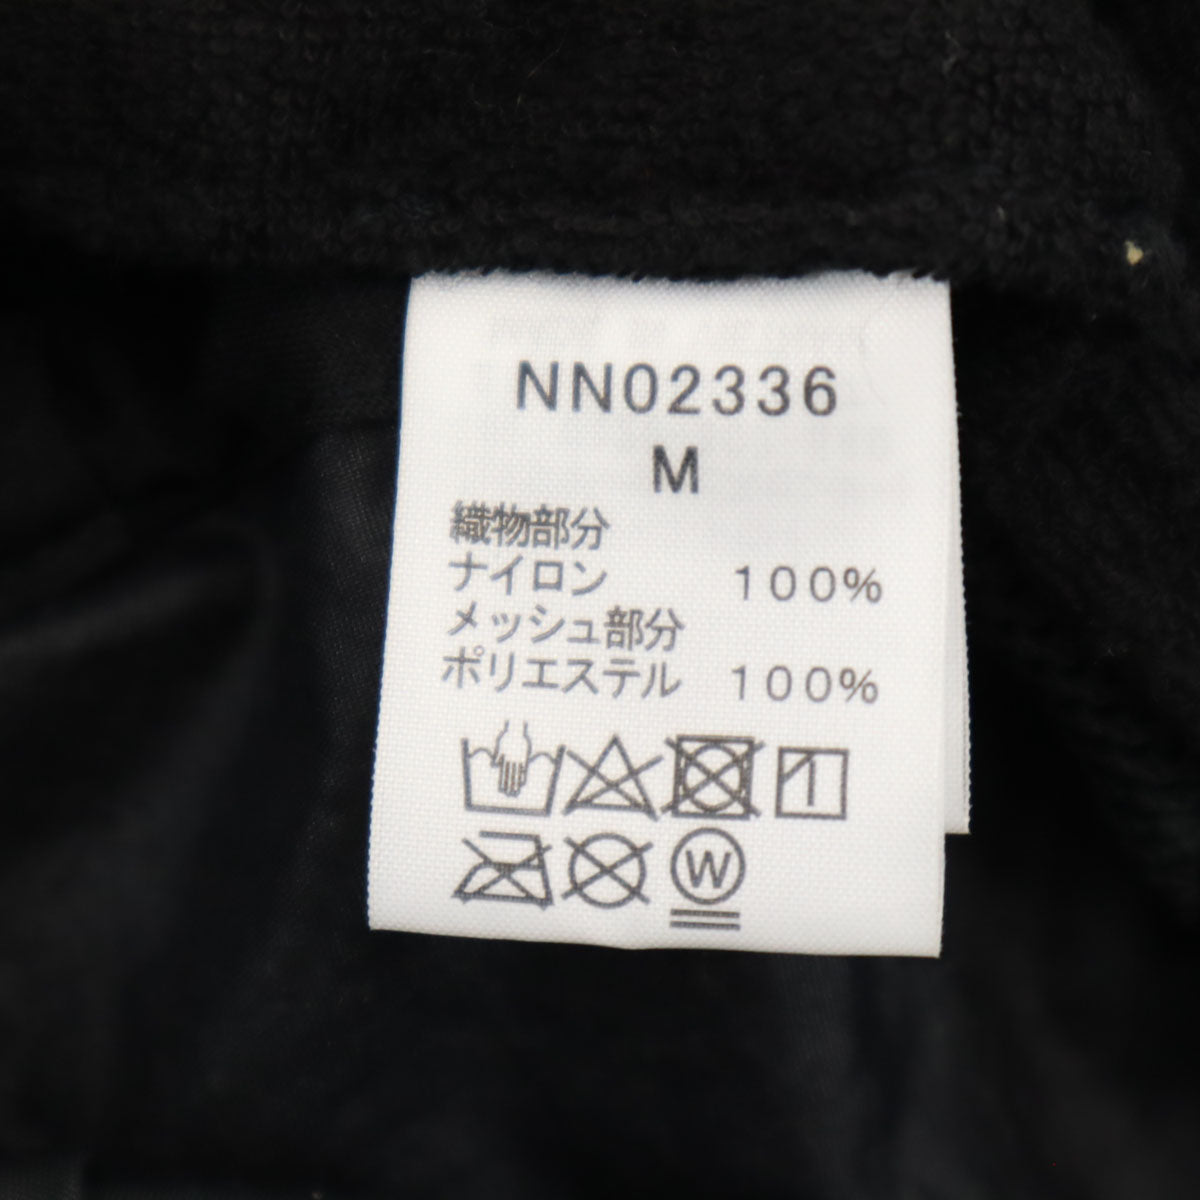 NN02336
M
織物部分
ナイロン 100%
メッシュ部分
ポリエステル 100%
W